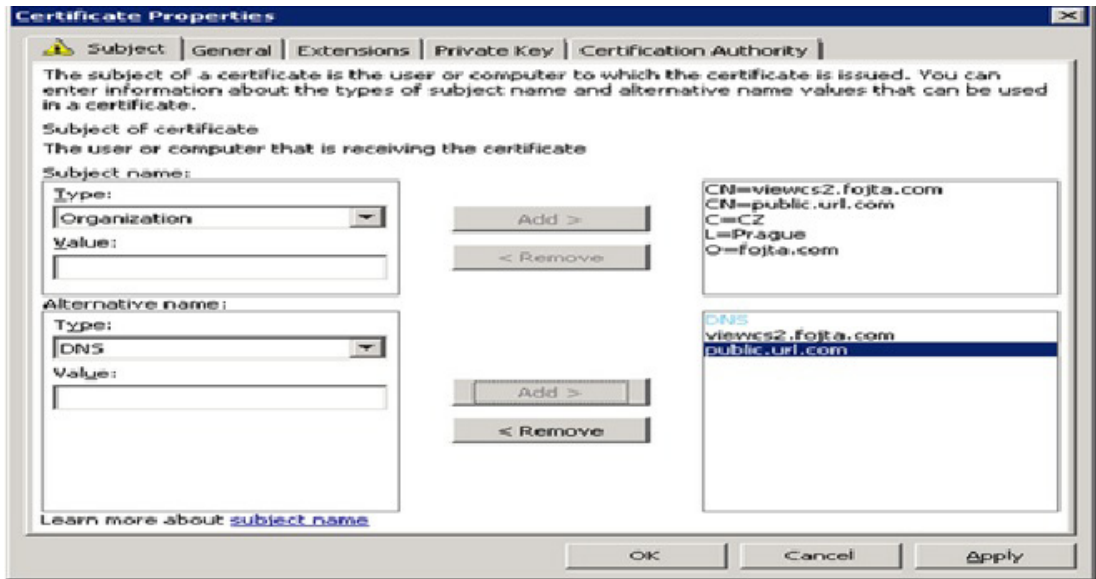 Certificate Properties
Subject
General
Extensions
Private Key
Certification Authority
The subject of a certificate is the user or computer to which the certificate is issued. You can
enter information about the types of subject name and alternative name values that can be used
in a certificate.
Subject of certificate
The user or computer that is receiving the certificate
Subject name:
Type:
Organization
Value:
Add >
< Remove
CN=viewcs2.fojta.com
CN=public.url.com
C=CZ
L=Prague
O=fojta.com
Alternative name:
Type:
DNS
Value:
Add >
< Remove
DNS
viewcs2.fojta.com
public.url.com
Learn more about subject name
OK
Cancel
Apply